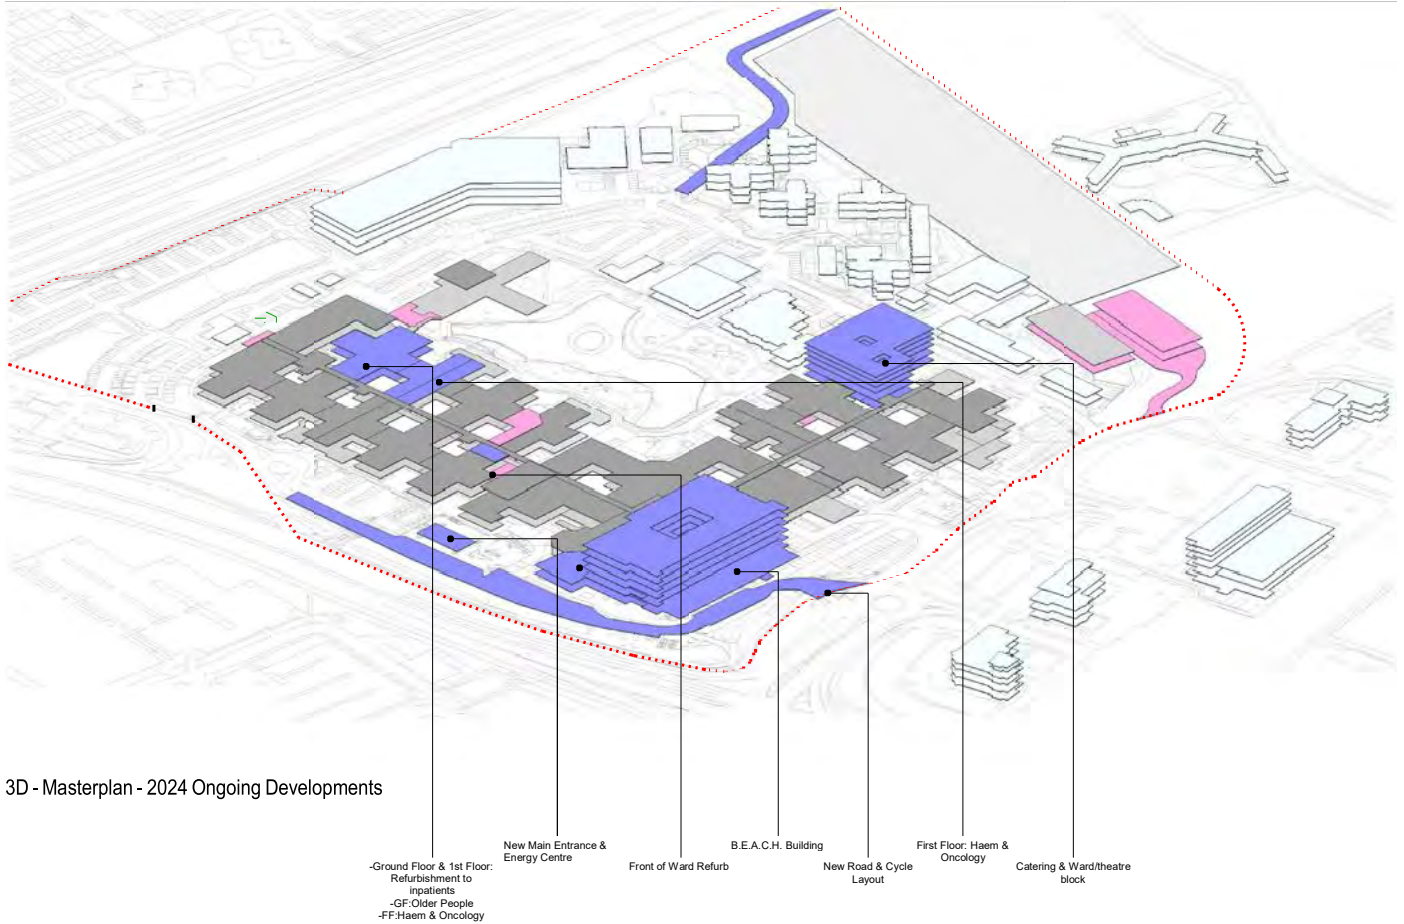 3D - Masterplan - 2024 Ongoing Developments
-Ground Floor & 1st Floor:
Refurbishment to
inpatients
-GF:Older People
-FF:Haem & Oncology
New Main Entrance &
Energy Centre
Front of Ward Refurb
B.E.A.C.H. Building
New Road & Cycle
Layout
First Floor: Haem &
Oncology
Catering & Ward/theatre
block